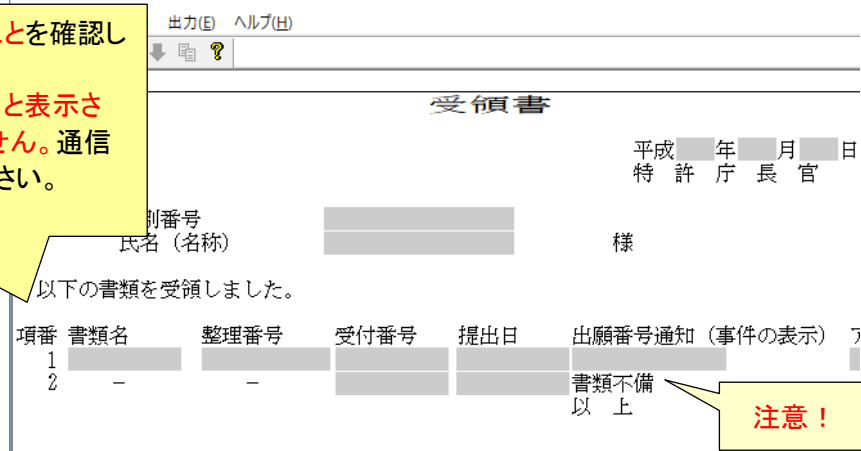 出力(E) ヘルプ(H)
ことを確認し
と表示さ
せん。通信
さい。
受領書
平成 年 月 日
特 許 庁 長 官
別番号
氏名（名称） 様
以下の書類を受領しました。
項番 書類名 整理番号 受付番号 提出日 出願番号通知（事件の表示） ア
1
2 － － 書類不備
以 上
注意！